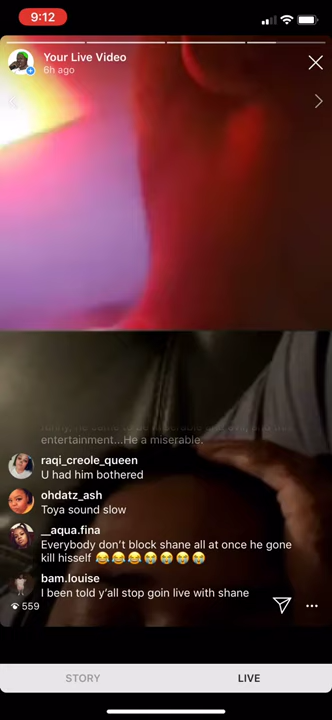 9:12
Your Live Video
6h ago
entertainment...He a miserable.
raqi_creole_queen
U had him bothered
ohdatz_ash
Toya sound slow
__aqua.fina
Everybody don’t block shane all at once he gone
kill hisself 😂😂😂😭😭😭😭
bam.louise
I been told y’all stop goin live with shane
559
STORY
LIVE